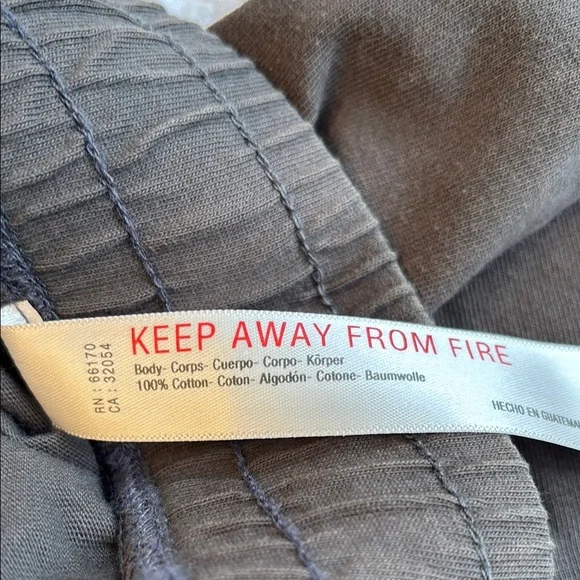 RN : 66170
CA : 32054
KEEP AWAY FROM FIRE
Body- Corps- Cuerpo- Corpo- Körper
100% Cotton- Coton- Algodón- Cotone- Baumwolle
HECHO EN GUATEMA